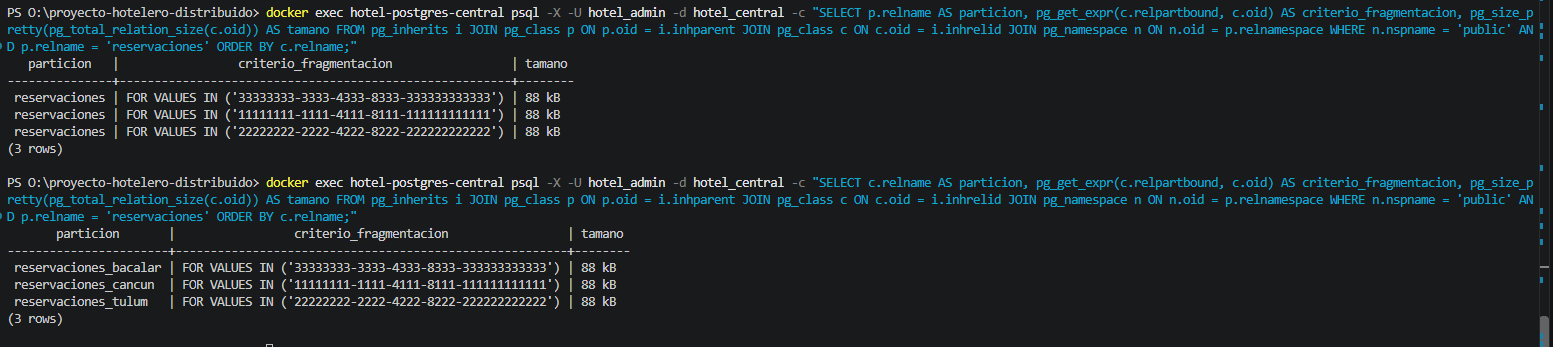 PS O:\proyecto-hotelero-distribuido> docker exec hotel-postgres-central psql -X -U hotel_admin -d hotel_central -c "SELECT p.relname AS particion, pg_get_expr(c.relpartbound, c.oid) AS criterio_fragmentacion, pg_size_p
retty(pg_total_relation_size(c.oid)) AS tamano FROM pg_inherits i JOIN pg_class p ON p.oid = i.inhparent JOIN pg_class c ON c.oid = i.inhrelid JOIN pg_namespace n ON n.oid = p.relnamespace WHERE n.nspname = 'public' AN
D p.relname = 'reservaciones' ORDER BY c.relname;"
particion | criterio_fragmentacion | tamano
---------------+--------------------------------------------------------+--------
reservaciones | FOR VALUES IN ('33333333-3333-4333-8333-333333333333') | 88 kB
reservaciones | FOR VALUES IN ('11111111-1111-4111-8111-111111111111') | 88 kB
reservaciones | FOR VALUES IN ('22222222-2222-4222-8222-222222222222') | 88 kB
(3 rows)
PS O:\proyecto-hotelero-distribuido> docker exec hotel-postgres-central psql -X -U hotel_admin -d hotel_central -c "SELECT c.relname AS particion, pg_get_expr(c.relpartbound, c.oid) AS criterio_fragmentacion, pg_size_p
retty(pg_total_relation_size(c.oid)) AS tamano FROM pg_inherits i JOIN pg_class p ON p.oid = i.inhparent JOIN pg_class c ON c.oid = i.inhrelid JOIN pg_namespace n ON n.oid = p.relnamespace WHERE n.nspname = 'public' AN
D p.relname = 'reservaciones' ORDER BY c.relname;"
particion | criterio_fragmentacion | tamano
-----------------------+--------------------------------------------------------+--------
reservaciones_bacalar | FOR VALUES IN ('33333333-3333-4333-8333-333333333333') | 88 kB
reservaciones_cancun | FOR VALUES IN ('11111111-1111-4111-8111-111111111111') | 88 kB
reservaciones_tulum | FOR VALUES IN ('22222222-2222-4222-8222-222222222222') | 88 kB
(3 rows)